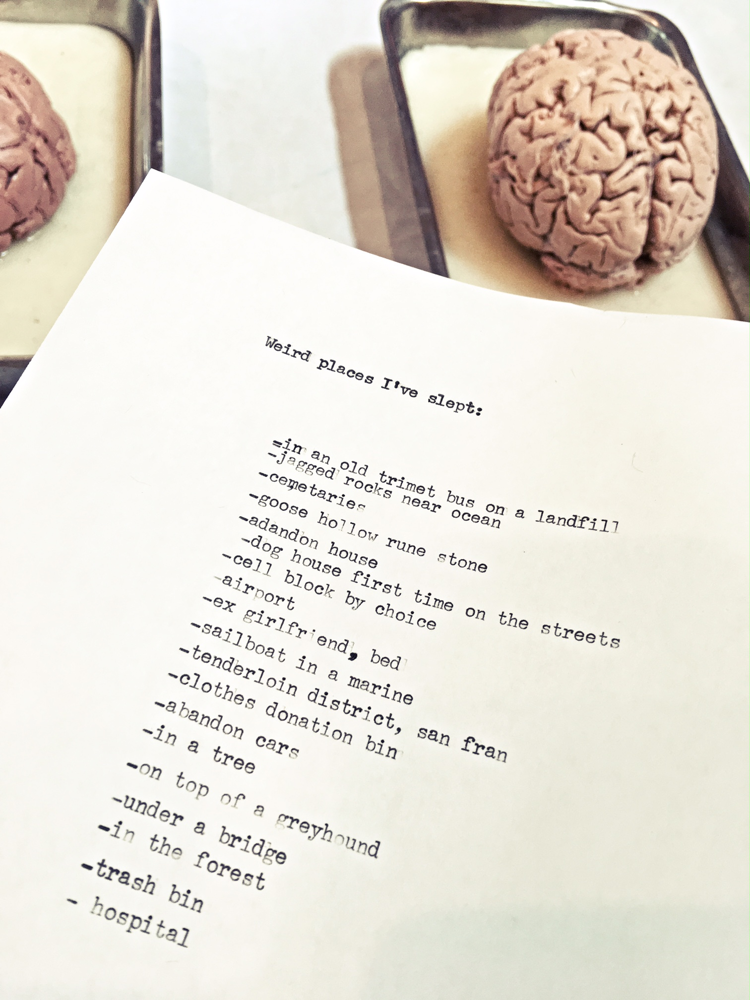 Weird places I've slept:
=in an old trimet bus on a landfill
-jagged rocks near ocean
-cemetaries
-goose hollow rune stone
-adandon house
-dog house first time on the streets
-cell block by choice
-airport
-ex girlfriend, bed
-sailboat in a marine
-tenderloin district, san fran
-clothes donation bin
-abandon cars
-in a tree
-on top of a greyhound
-under a bridge
-in the forest
-trash bin
- hospital